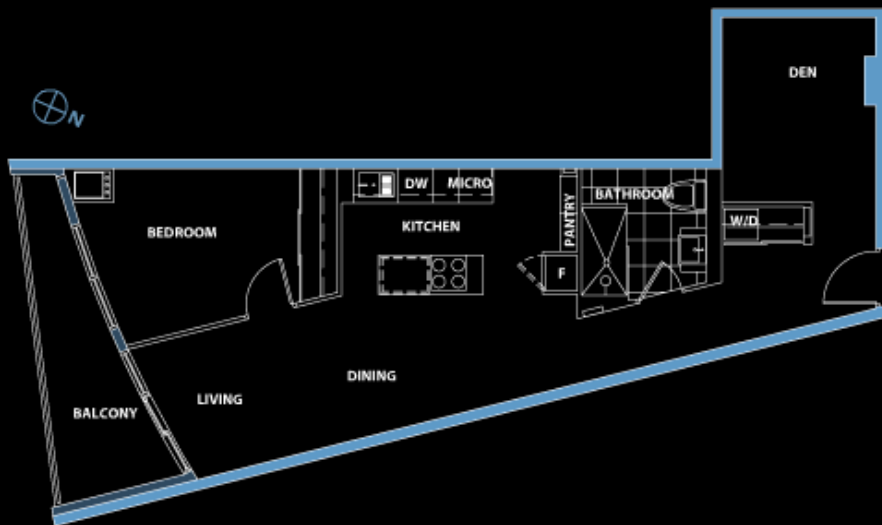 DEN
N
DW
MICRO
BATHROOM
PANTRY
W/D
KITCHEN
BEDROOM
F
DINING
LIVING
BALCONY